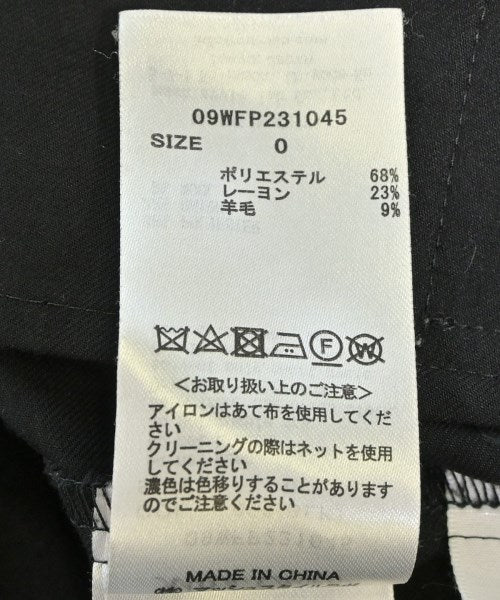 09WFP231045
SIZE 0
ポリエステル 68%
レーヨン 23%
羊毛 9%
F W
<お取り扱い上のご注意>
アイロンはあて布を使用してくだ
さい
クリーニングの際はネットを使用
してください
濃色は色移りすることがあります
のでご注意ください
MADE IN CHINA